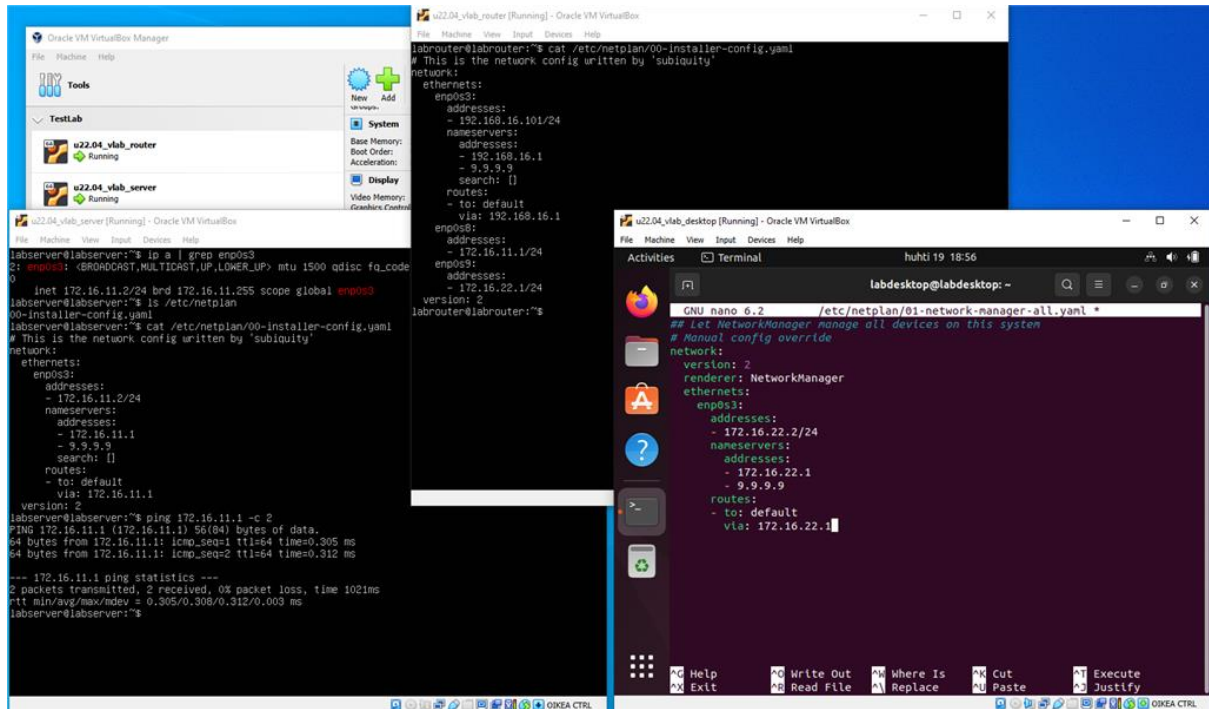 Oracle VM VirtualBox Manager
File Machine Help
Tools
New Add
TestLab
u22.04_vlab_router
Running
u22.04_vlab_server
Running
System
Base Memory:
Boot Order:
Acceleration:
Display
Video Memory:
u22.04_vlab_router [Running] - Oracle VM VirtualBox
File Machine View Input Devices Help
labrouter@labrouter:~$ cat /etc/netplan/00-installer-config.yaml
# This is the network config written by 'subiquity'
network:
  ethernets:
    enp0s3:
      addresses:
      - 192.168.16.101/24
      nameservers:
        addresses:
        - 192.168.16.1
        - 9.9.9.9
        search: []
      routes:
      - to: default
        via: 192.168.16.1
    enp0s8:
      addresses:
      - 172.16.11.1/24
    enp0s9:
      addresses:
      - 172.16.22.1/24
  version: 2
labrouter@labrouter:~$
u22.04_vlab_server [Running] - Oracle VM VirtualBox
File Machine View Input Devices Help
labserver@labserver:~$ ip a | grep enp0s3
2: enp0s3: <BROADCAST,MULTICAST,UP,LOWER_UP> mtu 1500 qdisc fq_code
0
    inet 172.16.11.2/24 brd 172.16.11.255 scope global enp0s3
labserver@labserver:~$ ls /etc/netplan
00-installer-config.yaml
labserver@labserver:~$ cat /etc/netplan/00-installer-config.yaml
# This is the network config written by 'subiquity'
network:
  ethernets:
    enp0s3:
      addresses:
      - 172.16.11.2/24
      nameservers:
        addresses:
        - 172.16.11.1
        - 9.9.9.9
        search: []
      routes:
      - to: default
        via: 172.16.11.1
  version: 2
labserver@labserver:~$ ping 172.16.11.1 -c 2
PING 172.16.11.1 (172.16.11.1) 56(84) bytes of data.
64 bytes from 172.16.11.1: icmp_seq=1 ttl=64 time=0.305 ms
64 bytes from 172.16.11.1: icmp_seq=2 ttl=64 time=0.312 ms
--- 172.16.11.1 ping statistics ---
2 packets transmitted, 2 received, 0% packet loss, time 1021ms
rtt min/avg/max/mdev = 0.305/0.308/0.312/0.003 ms
labserver@labserver:~$
OIKEA CTRL
u22.04_vlab_desktop [Running] - Oracle VM VirtualBox
File Machine View Input Devices Help
Activities Terminal huhti 19 18:56
labdesktop@labdesktop: ~
GNU nano 6.2 /etc/netplan/01-network-manager-all.yaml *
## Let NetworkManager manage all devices on this system
# Manual config override
network:
  version: 2
  renderer: NetworkManager
  ethernets:
    enp0s3:
      addresses:
      - 172.16.22.2/24
      nameservers:
        addresses:
        - 172.16.22.1
        - 9.9.9.9
      routes:
      - to: default
        via: 172.16.22.1
^G Help ^O Write Out ^W Where Is ^K Cut ^T Execute
^X Exit ^R Read File ^\ Replace ^U Paste ^J Justify
OIKEA CTRL